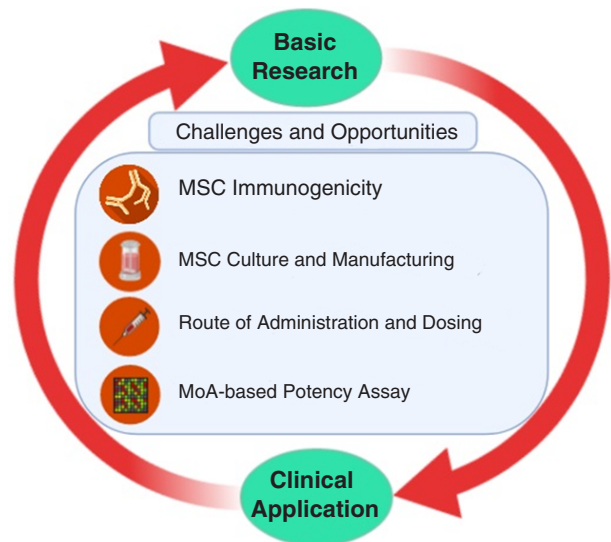 Basic
Research
Challenges and Opportunities
MSC Immunogenicity
MSC Culture and Manufacturing
Route of Administration and Dosing
MoA-based Potency Assay
Clinical
Application